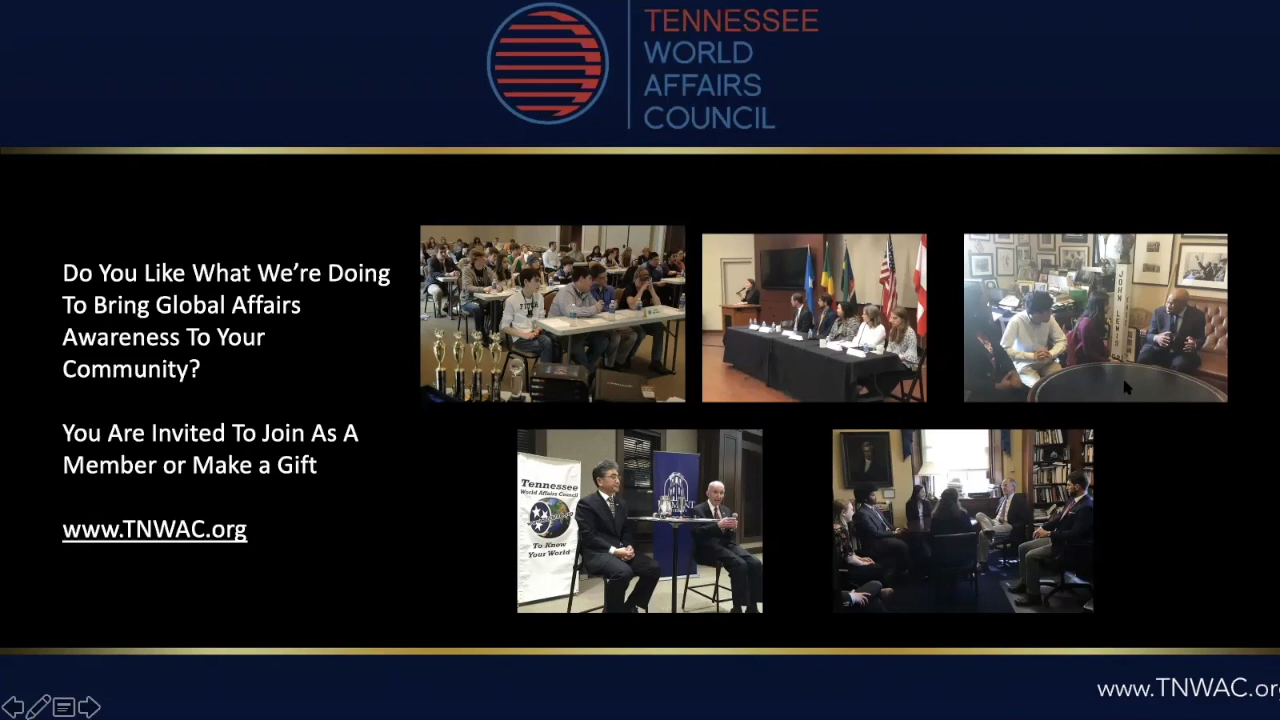 TENNESSEE
WORLD
AFFAIRS
COUNCIL
Do You Like What We’re Doing
To Bring Global Affairs
Awareness To Your
Community?
You Are Invited To Join As A
Member or Make a Gift
www.TNWAC.org
JOHN LEWIS
Tennessee
World Affairs Council
To Know
Your World
www.TNWAC.or